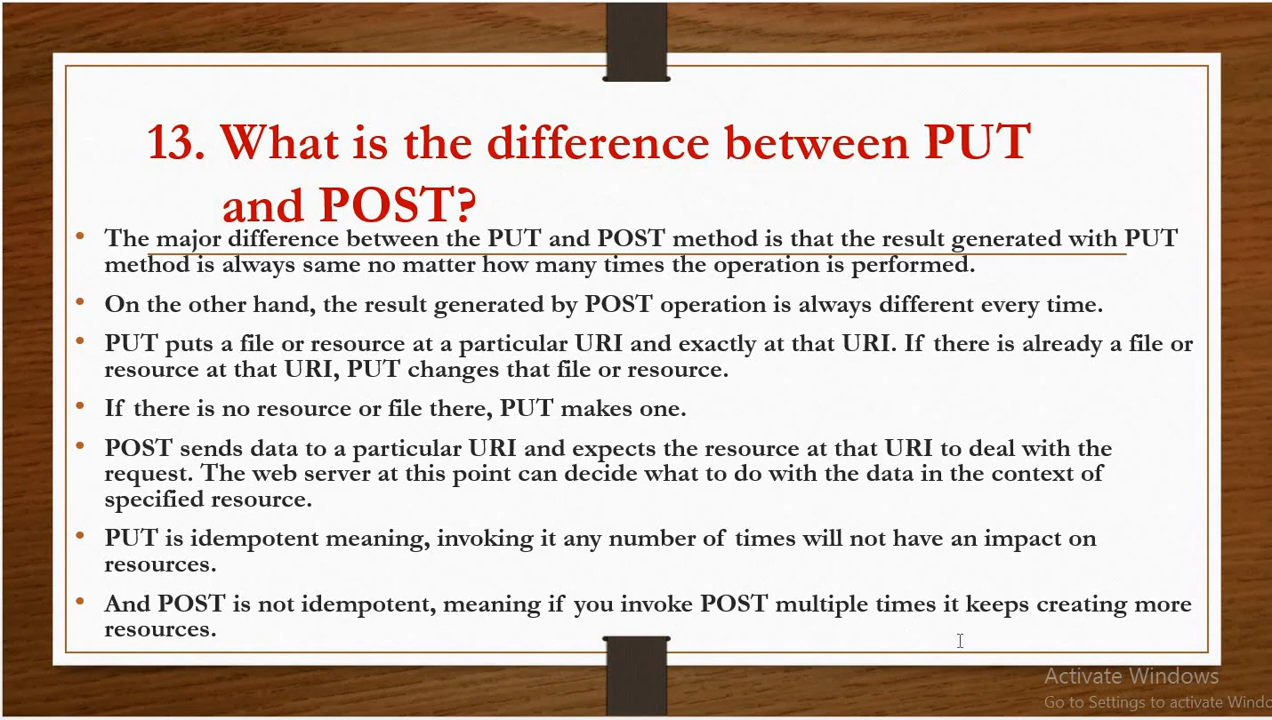 13. What is the difference between PUT
and POST?
• The major difference between the PUT and POST method is that the result generated with PUT
method is always same no matter how many times the operation is performed.
• On the other hand, the result generated by POST operation is always different every time.
• PUT puts a file or resource at a particular URI and exactly at that URI. If there is already a file or
resource at that URI, PUT changes that file or resource.
• If there is no resource or file there, PUT makes one.
• POST sends data to a particular URI and expects the resource at that URI to deal with the
request. The web server at this point can decide what to do with the data in the context of
specified resource.
• PUT is idempotent meaning, invoking it any number of times will not have an impact on
resources.
• And POST is not idempotent, meaning if you invoke POST multiple times it keeps creating more
resources.
Activate Windows
Go to Settings to activate Windo